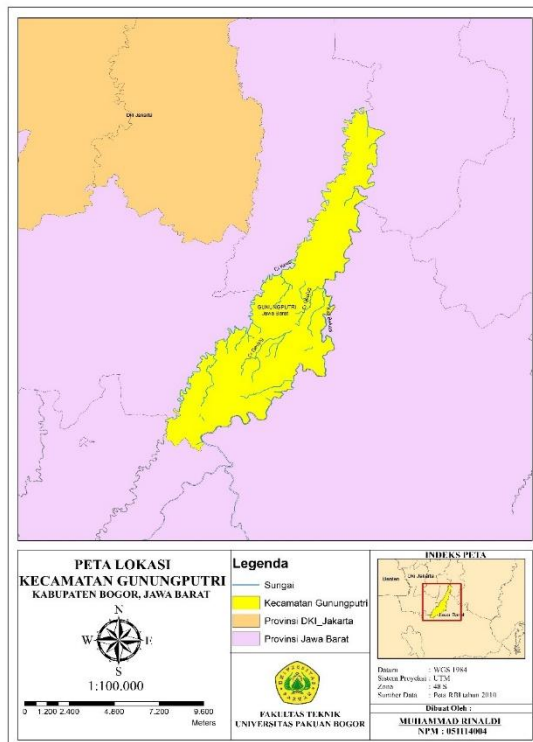 DKI Jakarta
GUNUNGPUTRI
Jawa Barat
PETA LOKASI
KECAMATAN GUNUNGPUTRI
KABUPATEN BOGOR, JAWA BARAT
N
W E
S
1:100.000
0 1.200 2.400 4.800 7.200 9.600
Meters
Legenda
Sungai
Kecamatan Gunungputri
Provinsi DKI_Jakarta
Provinsi Jawa Barat
FAKULTAS TEKNIK
UNIVERSITAS PAKUAN BOGOR
INDEKS PETA
Banten
DKI Jakarta
Jawa Barat
Datum : WGS 1984
Sistem Proyeksi : UTM
Zona : 48 S
Sumber Data : Peta RBI tahun 2010
Dibuat Oleh :
MUHAMMAD RINALDI
NPM : 051114004